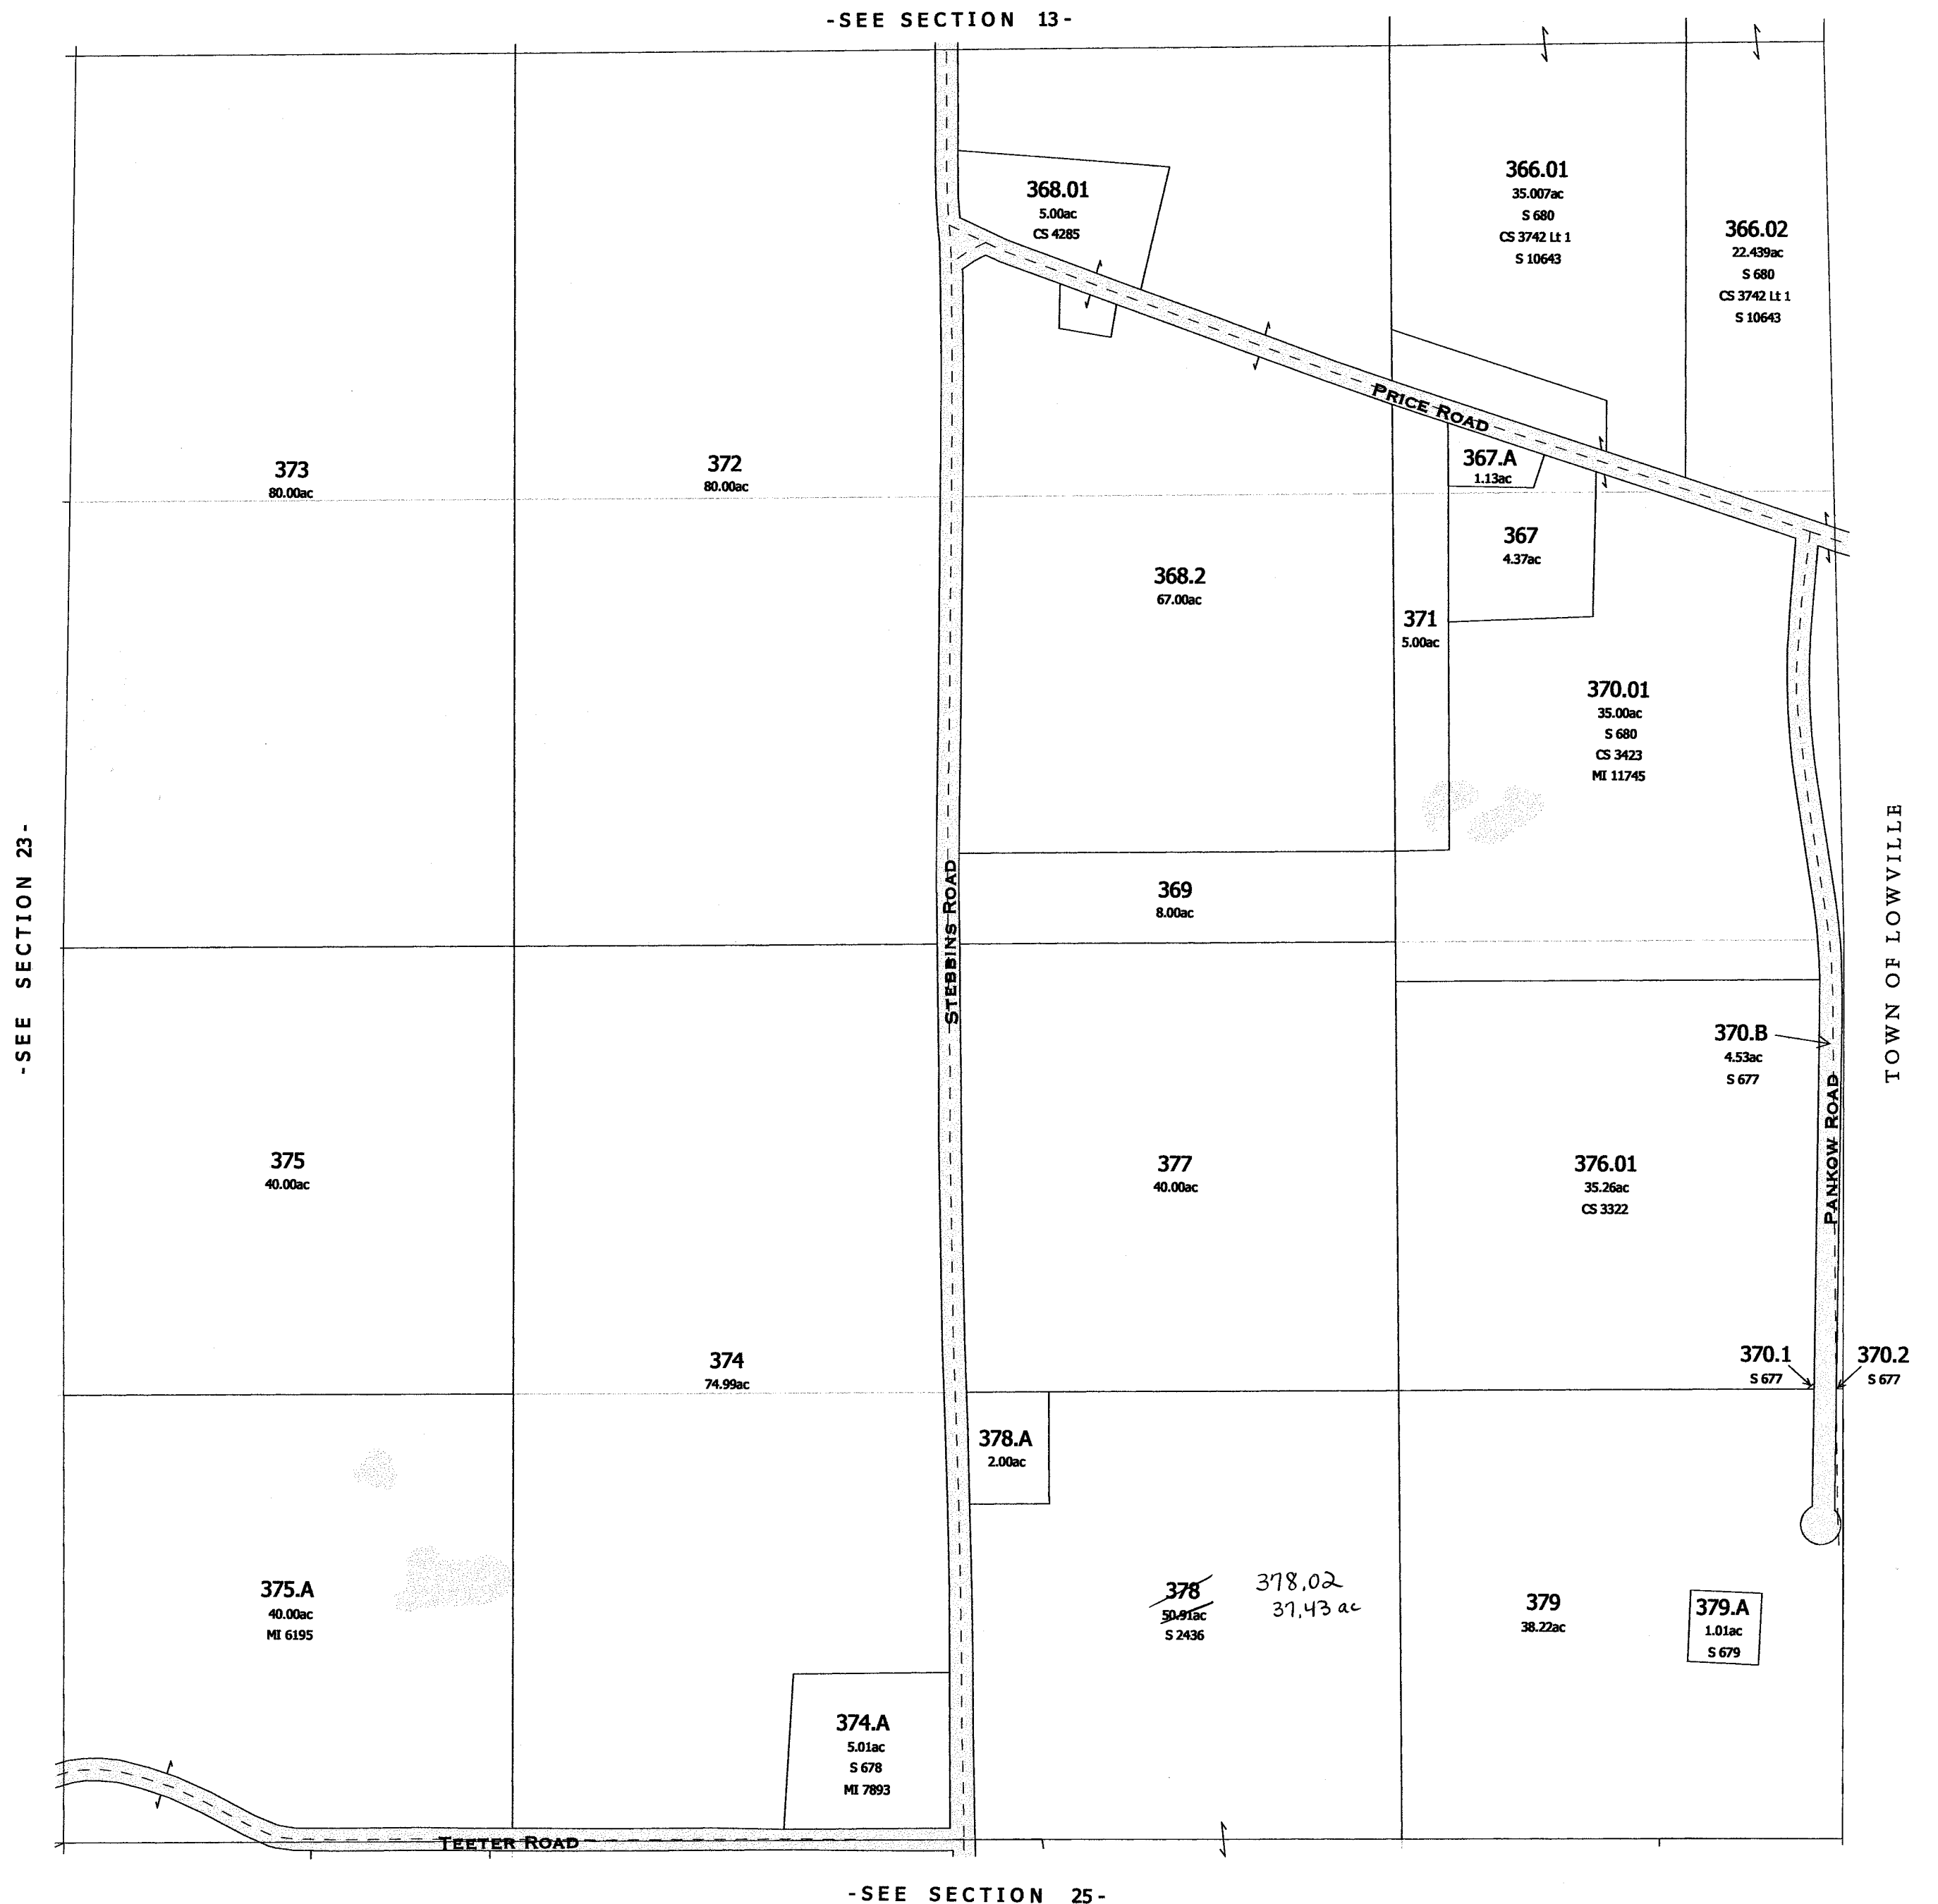 -SEE SECTION 13-
368.01
5.00ac
CS 4285
366.01
35.007ac
S 680
CS 3742 Lt 1
S 10643
366.02
22.439ac
S 680
CS 3742 Lt 1
S 10643
PRICE ROAD
373
80.00ac
372
80.00ac
367.A
1.13ac
367
4.37ac
368.2
67.00ac
371
5.00ac
370.01
35.00ac
S 680
CS 3423
MI 11745
-SEE SECTION 23-
STEBBINS ROAD
369
8.00ac
TOWN OF LOWVILLE
370.B
4.53ac
S 677
PANKOW ROAD
375
40.00ac
377
40.00ac
376.01
35.26ac
CS 3322
374
74.99ac
370.1
S 677
370.2
S 677
378.A
2.00ac
375.A
40.00ac
MI 6195
378
50.91ac
S 2436
378.02
37.43 ac
379
38.22ac
379.A
1.01ac
S 679
374.A
5.01ac
S 678
MI 7893
TEETER ROAD
-SEE SECTION 25-